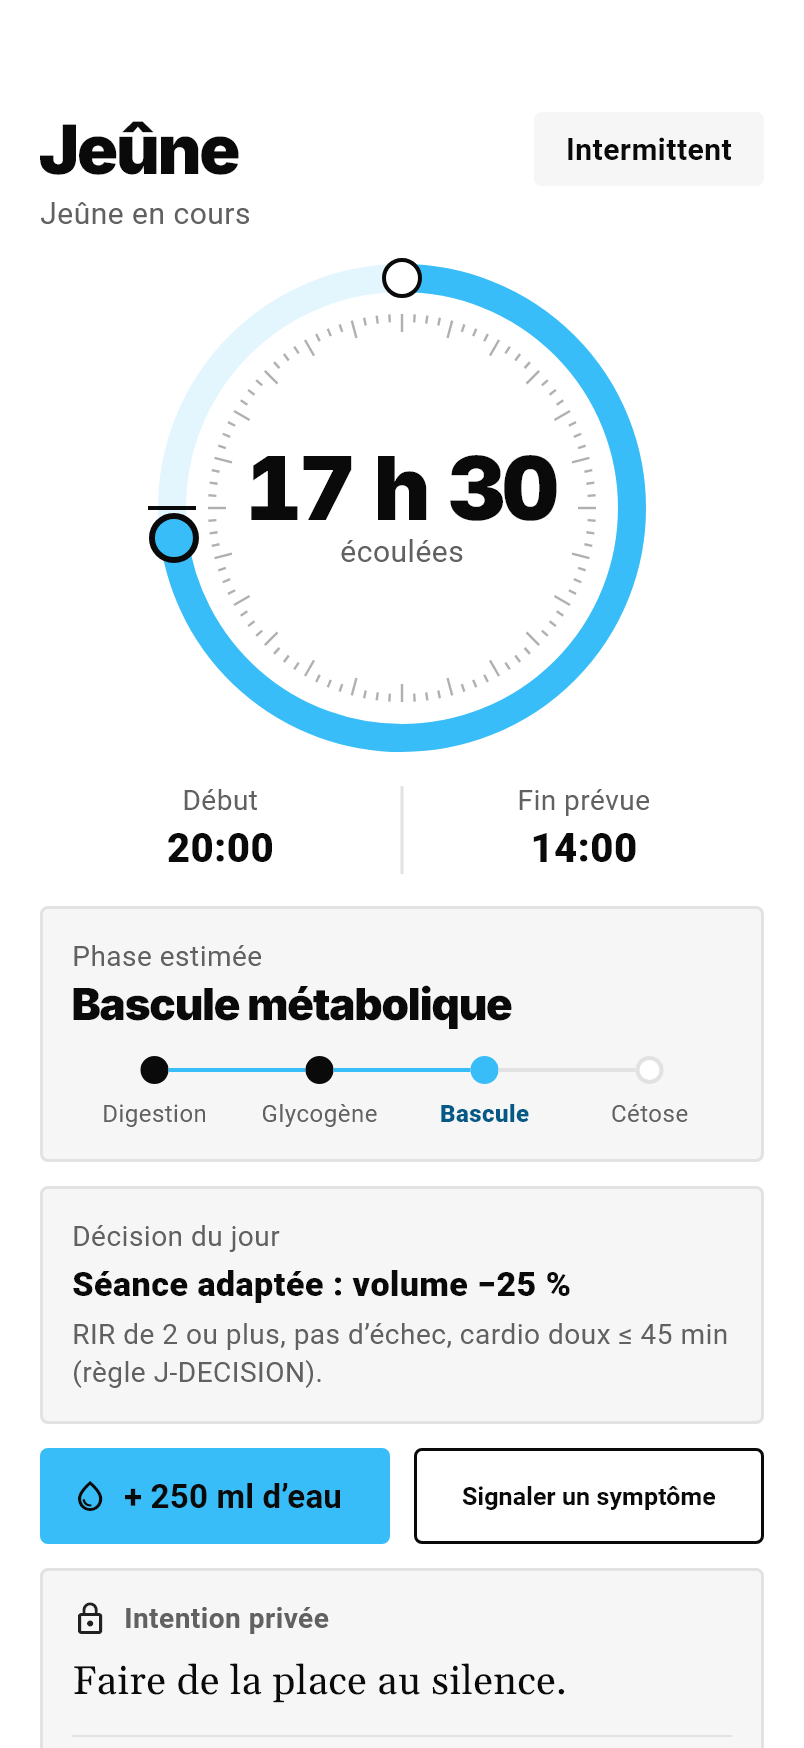 Jeûne
Intermittent
Jeûne en cours
17 h 30
écoulées
Début
Fin prévue
20:00
14:00
Phase estimée
Bascule métabolique
Digestion
Glycogène
Bascule
Cétose
Décision du jour
Séance adaptée : volume −25 %
RIR de 2 ou plus, pas d’échec, cardio doux ≤ 45 min
(règle J-DECISION).
+ 250 ml d’eau
Signaler un symptôme
Intention privée
Faire de la place au silence.